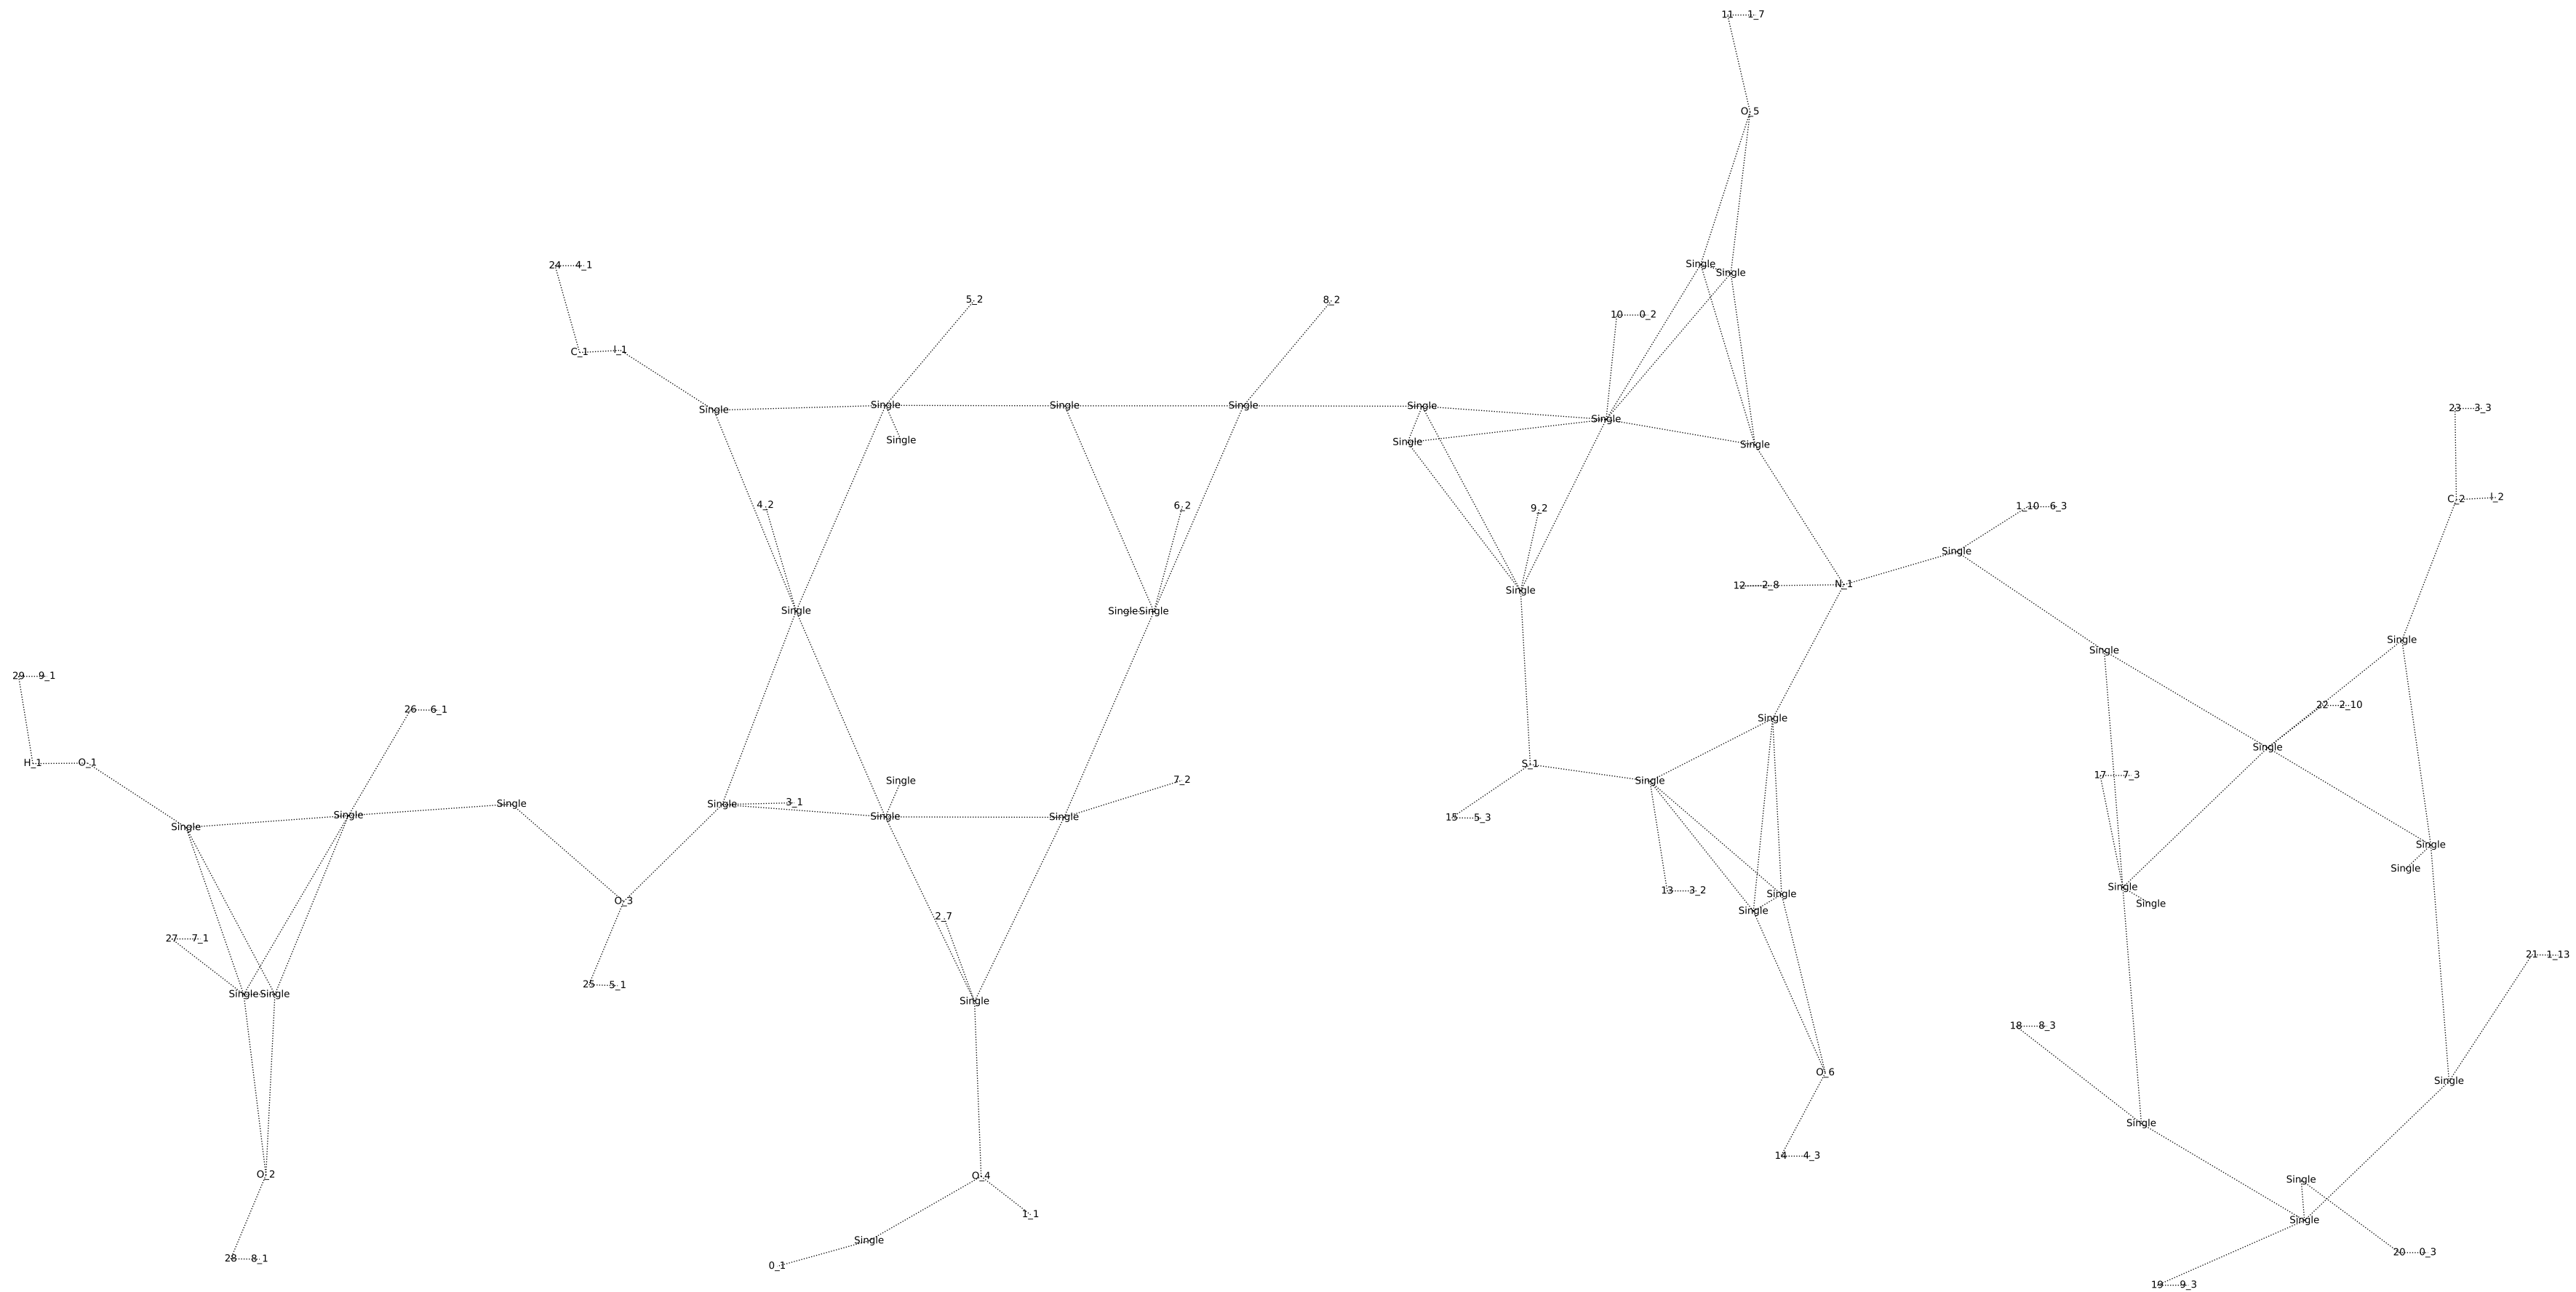 11 1_7
O_5
24 4_1
Single
Single
5_2
8_2
10 0_2
C_1 I_1
Single
Single
Single
Single
Single
23 3_3
Single
Single
Single
Single
C_2 I_2
4_2
6_2
9_2
1_10 6_3
Single
12 2_8
N_1
Single
Single
Single Single
Single
Single
29 9_1
22 2_10
26 6_1
Single
Single
H_1 O_1
S_1
17 7_3
Single
7_2
Single
Single
3_1
Single
Single
Single
Single
Single
15 5_3
Single
Single
Single
13 3_2
Single
O_3
Single
Single
2_7
27 7_1
21 1_13
25 5_1
Single Single
Single
18 8_3
O_6
Single
Single
14 4_3
O_2
O_4
Single
1_1
Single
Single
20 0_3
28 8_1
0_1
19 9_3